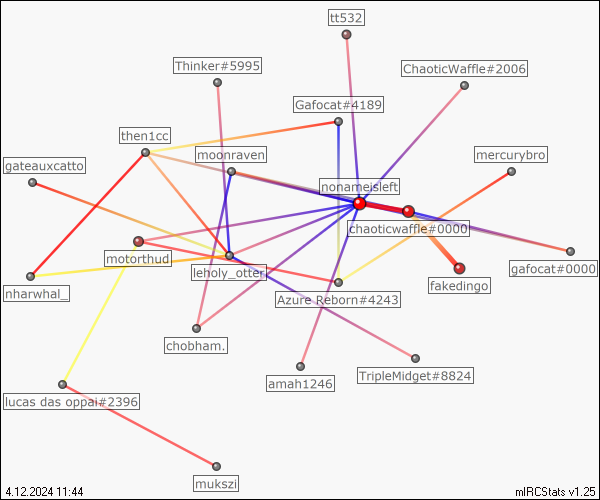 tt532
Thinker#5995
ChaoticWaffle#2006
Gafocat#4189
then1cc
moonraven
mercurybro
gateauxcatto
nonameisleft
chaoticwaffle#0000
motorthud
leholy_otter
gafocat#0000
fakedingo
nharwhal_
Azure Reborn#4243
chobham.
TripleMidget#8824
amah1246
lucas das oppai#2396
mukszi
4.12.2024 11:44
mIRCStats v1.25